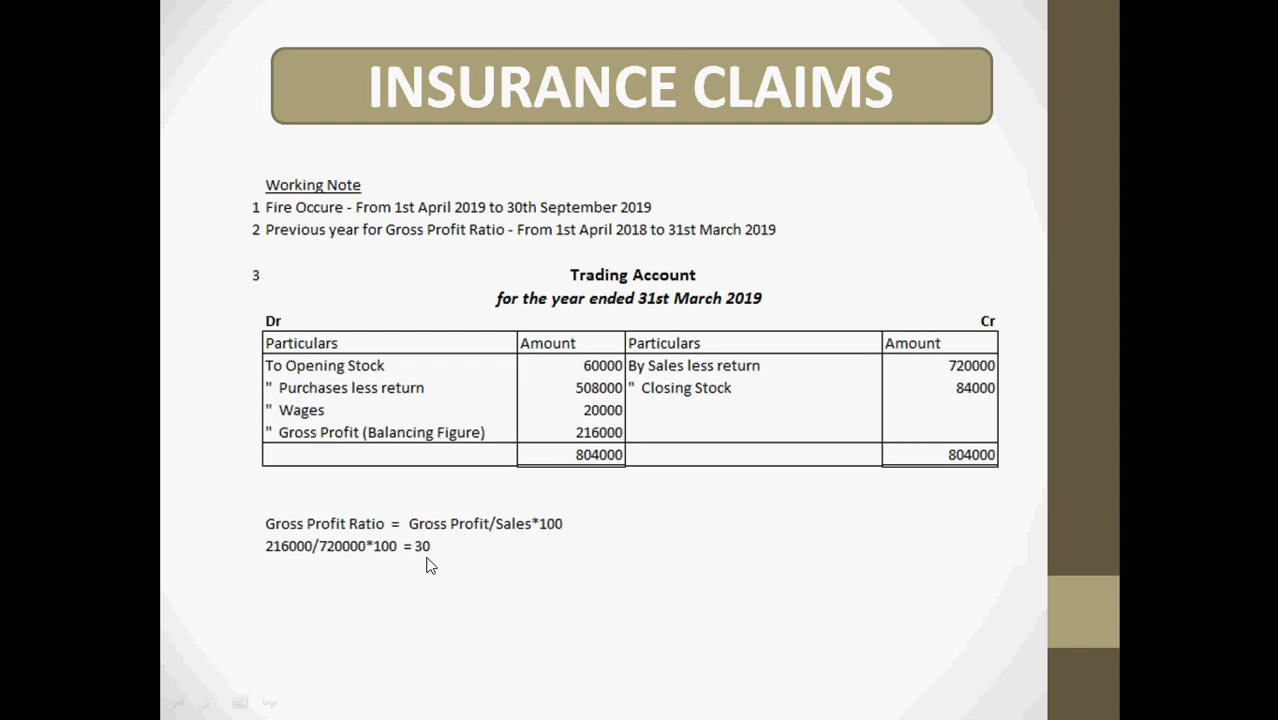 INSURANCE CLAIMS
Working Note
1 Fire Occure - From 1st April 2019 to 30th September 2019
2 Previous year for Gross Profit Ratio - From 1st April 2018 to 31st March 2019
3 Trading Account
for the year ended 31st March 2019
Dr Cr
Particulars Amount Particulars Amount
To Opening Stock 60000 By Sales less return 720000
" Purchases less return 508000 " Closing Stock 84000
" Wages 20000
" Gross Profit (Balancing Figure) 216000
804000 804000
Gross Profit Ratio = Gross Profit/Sales*100
216000/720000*100 = 30